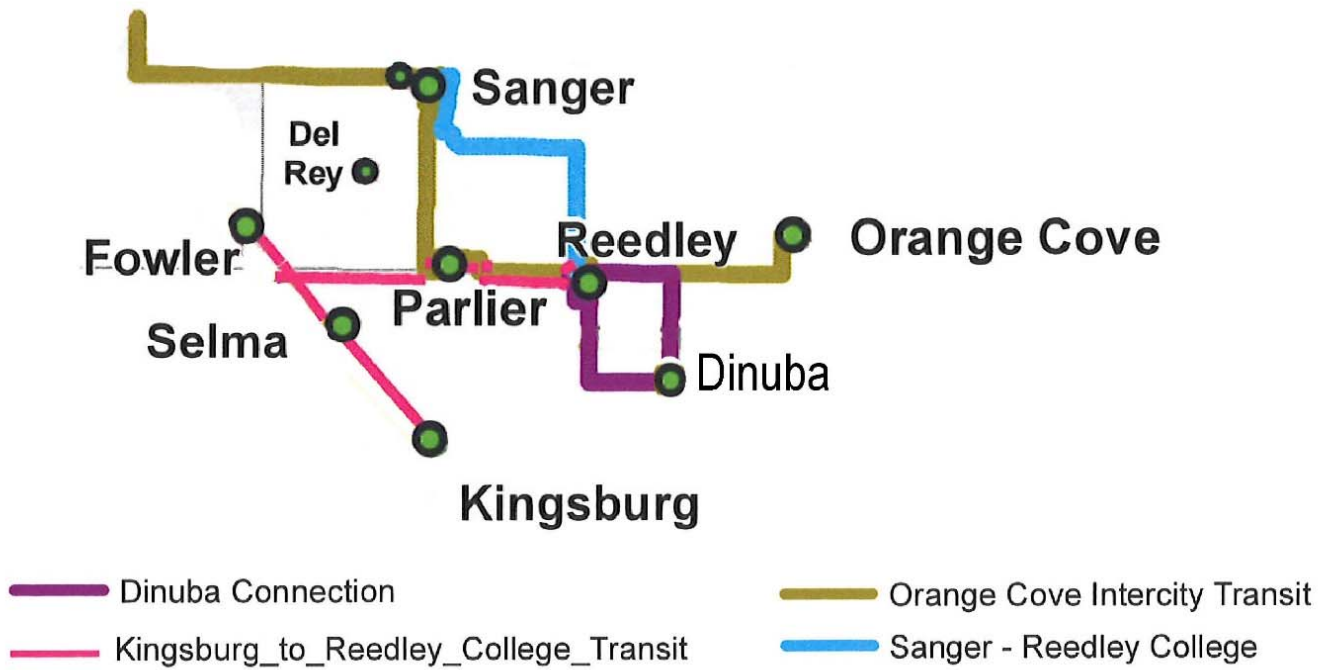 Sanger
Del
Rey
Reedley
Orange Cove
Fowler
Parlier
Selma
Dinuba
Kingsburg
Dinuba Connection
Orange Cove Intercity Transit
Kingsburg_to_Reedley_College_Transit
Sanger - Reedley College